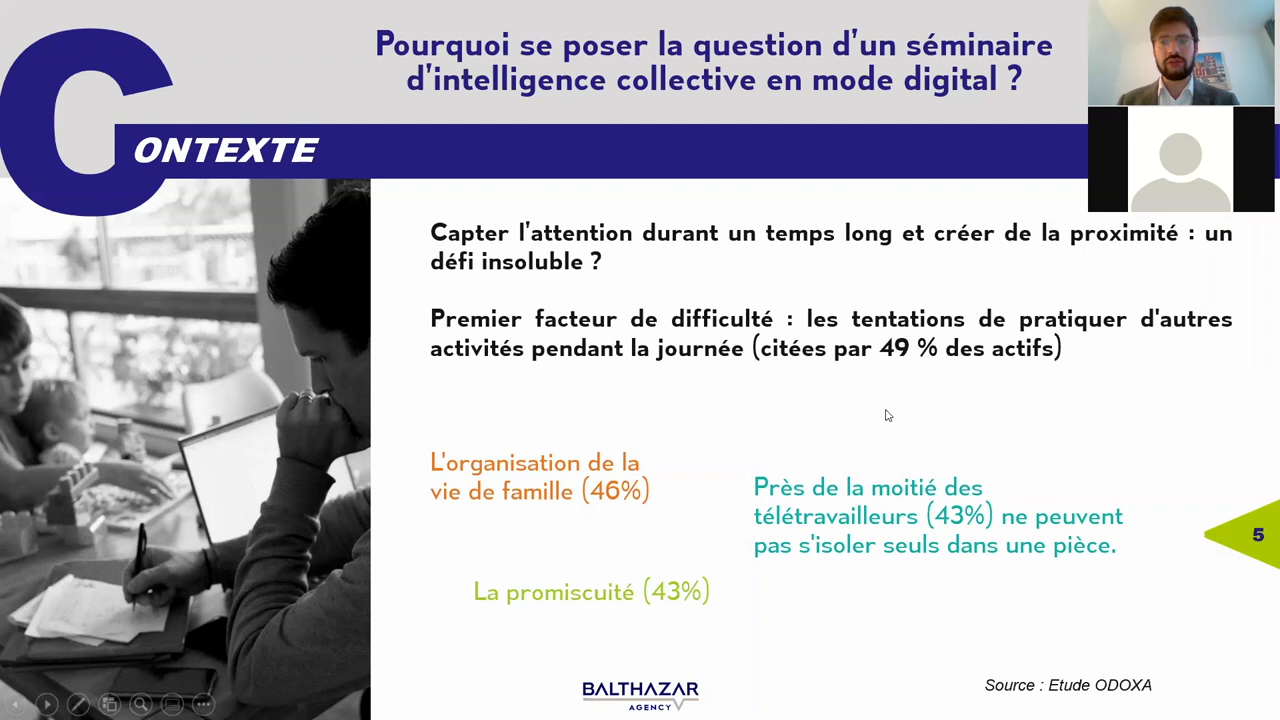 Pourquoi se poser la question d'un séminaire
d'intelligence collective en mode digital ?
CONTEXTE
Capter l'attention durant un temps long et créer de la proximité : un
défi insoluble ?
Premier facteur de difficulté : les tentations de pratiquer d'autres
activités pendant la journée (citées par 49 % des actifs)
L'organisation de la
vie de famille (46%)
Près de la moitié des
télétravailleurs (43%) ne peuvent
pas s'isoler seuls dans une pièce.
5
La promiscuité (43%)
BALTHAZAR
AGENCY
Source : Etude ODOXA